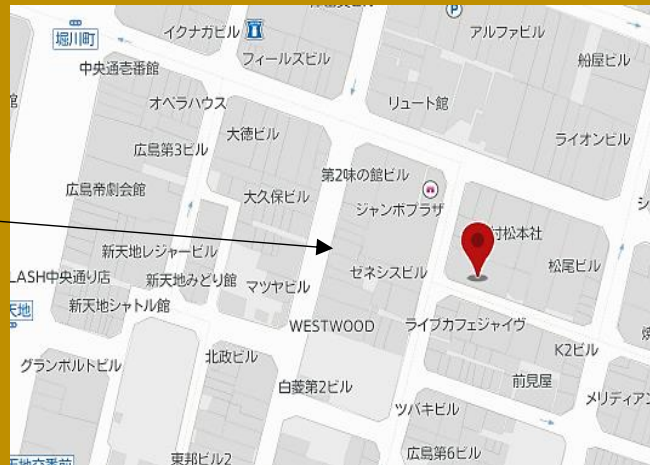 堀川町
イクナガビル
P
アルファビル
フィールズビル
船屋ビル
中央通壱番館
館
オペラハウス
リュート館
大徳ビル
広島第3ビル
ライオンビル
第2味の館ビル
広島帝劇会館
大久保ビル
ジャンボプラザ
村松本社
新天地レジャービル
松尾ビル
LASH中央通り店
新天地みどり館
マツヤビル
ゼネシスビル
新天地シャトル館
天地
WESTWOOD
ライブカフェジャイヴ
北政ビル
K2ビル
グランポルトビル
前見屋
白菱第2ビル
メリディアン
ツバキビル
広島第6ビル
東邦ビル2
天地交番前